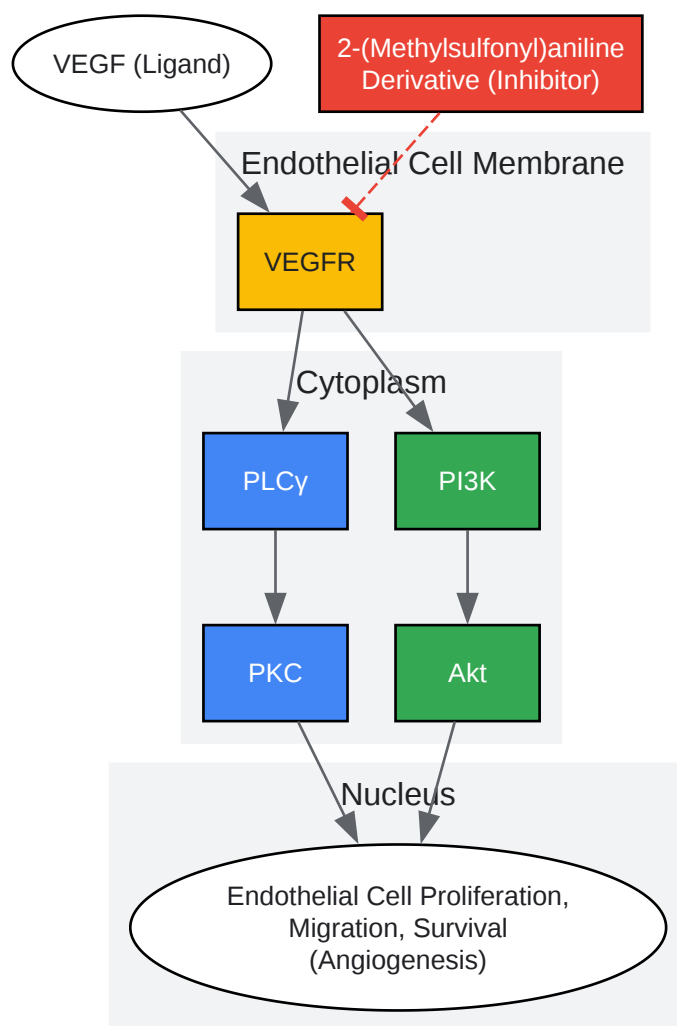 VEGF (Ligand)
2-(Methylsulfonyl)aniline
Derivative (Inhibitor)
Endothelial Cell Membrane
VEGFR
Cytoplasm
PLCγ
PI3K
PKC
Akt
Nucleus
Endothelial Cell Proliferation,
Migration, Survival
(Angiogenesis)